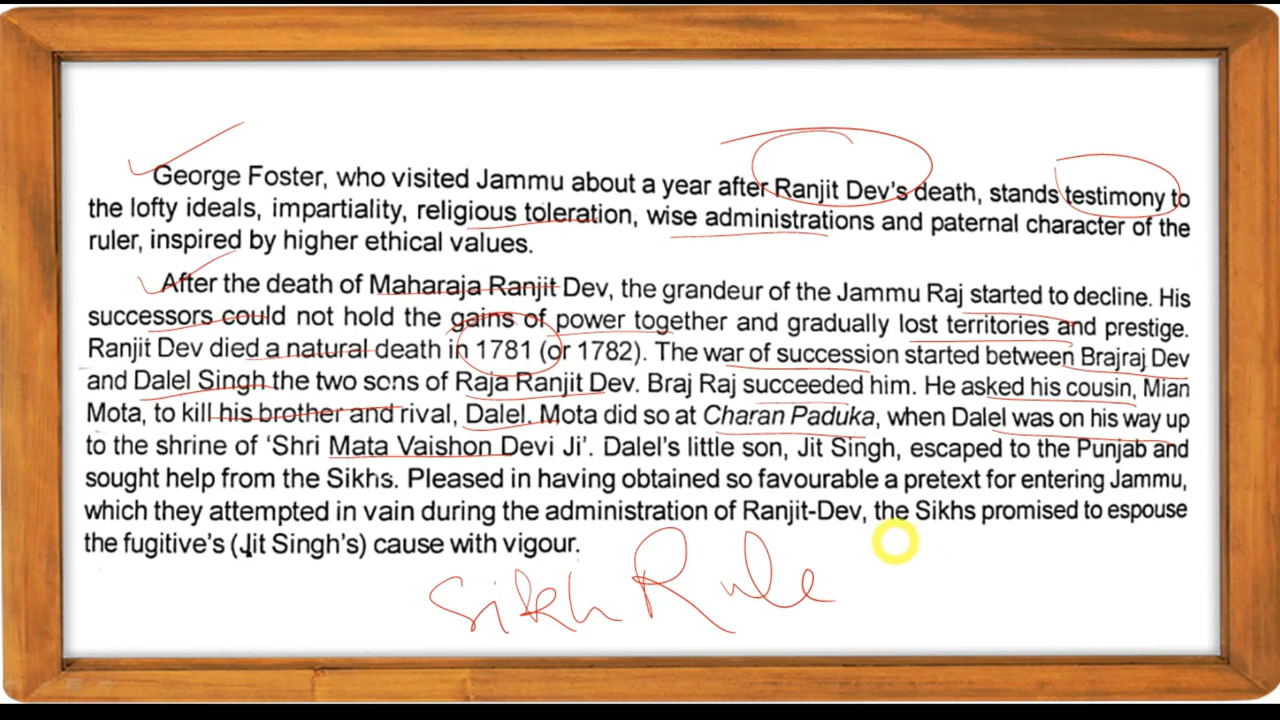 George Foster, who visited Jammu about a year after Ranjit Dev's death, stands testimony to
the lofty ideals, impartiality, religious toleration, wise administrations and paternal character of the
ruler, inspired by higher ethical values.
After the death of Maharaja Ranjit Dev, the grandeur of the Jammu Raj started to decline. His
successors could not hold the gains of power together and gradually lost territories and prestige.
Ranjit Dev died a natural death in 1781 (or 1782). The war of succession started between Brajraj Dev
and Dalel Singh the two sons of Raja Ranjit Dev. Braj Raj succeeded him. He asked his cousin, Mian
Mota, to kill his brother and rival, Dalel. Mota did so at Charan Paduka, when Dalel was on his way up
to the shrine of 'Shri Mata Vaishon Devi Ji'. Dalel's little son, Jit Singh, escaped to the Punjab and
sought help from the Sikhs. Pleased in having obtained so favourable a pretext for entering Jammu,
which they attempted in vain during the administration of Ranjit-Dev, the Sikhs promised to espouse
the fugitive's (Jit Singh's) cause with vigour.
Sikh Rule